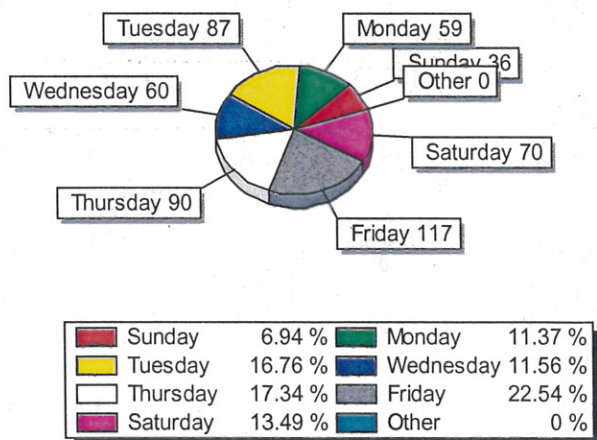 Tuesday 87
Monday 59
Sunday 36
Other 0
Wednesday 60
Saturday 70
Thursday 90
Friday 117
Sunday 6.94 % Monday 11.37 %
Tuesday 16.76 % Wednesday 11.56 %
Thursday 17.34 % Friday 22.54 %
Saturday 13.49 % Other 0 %